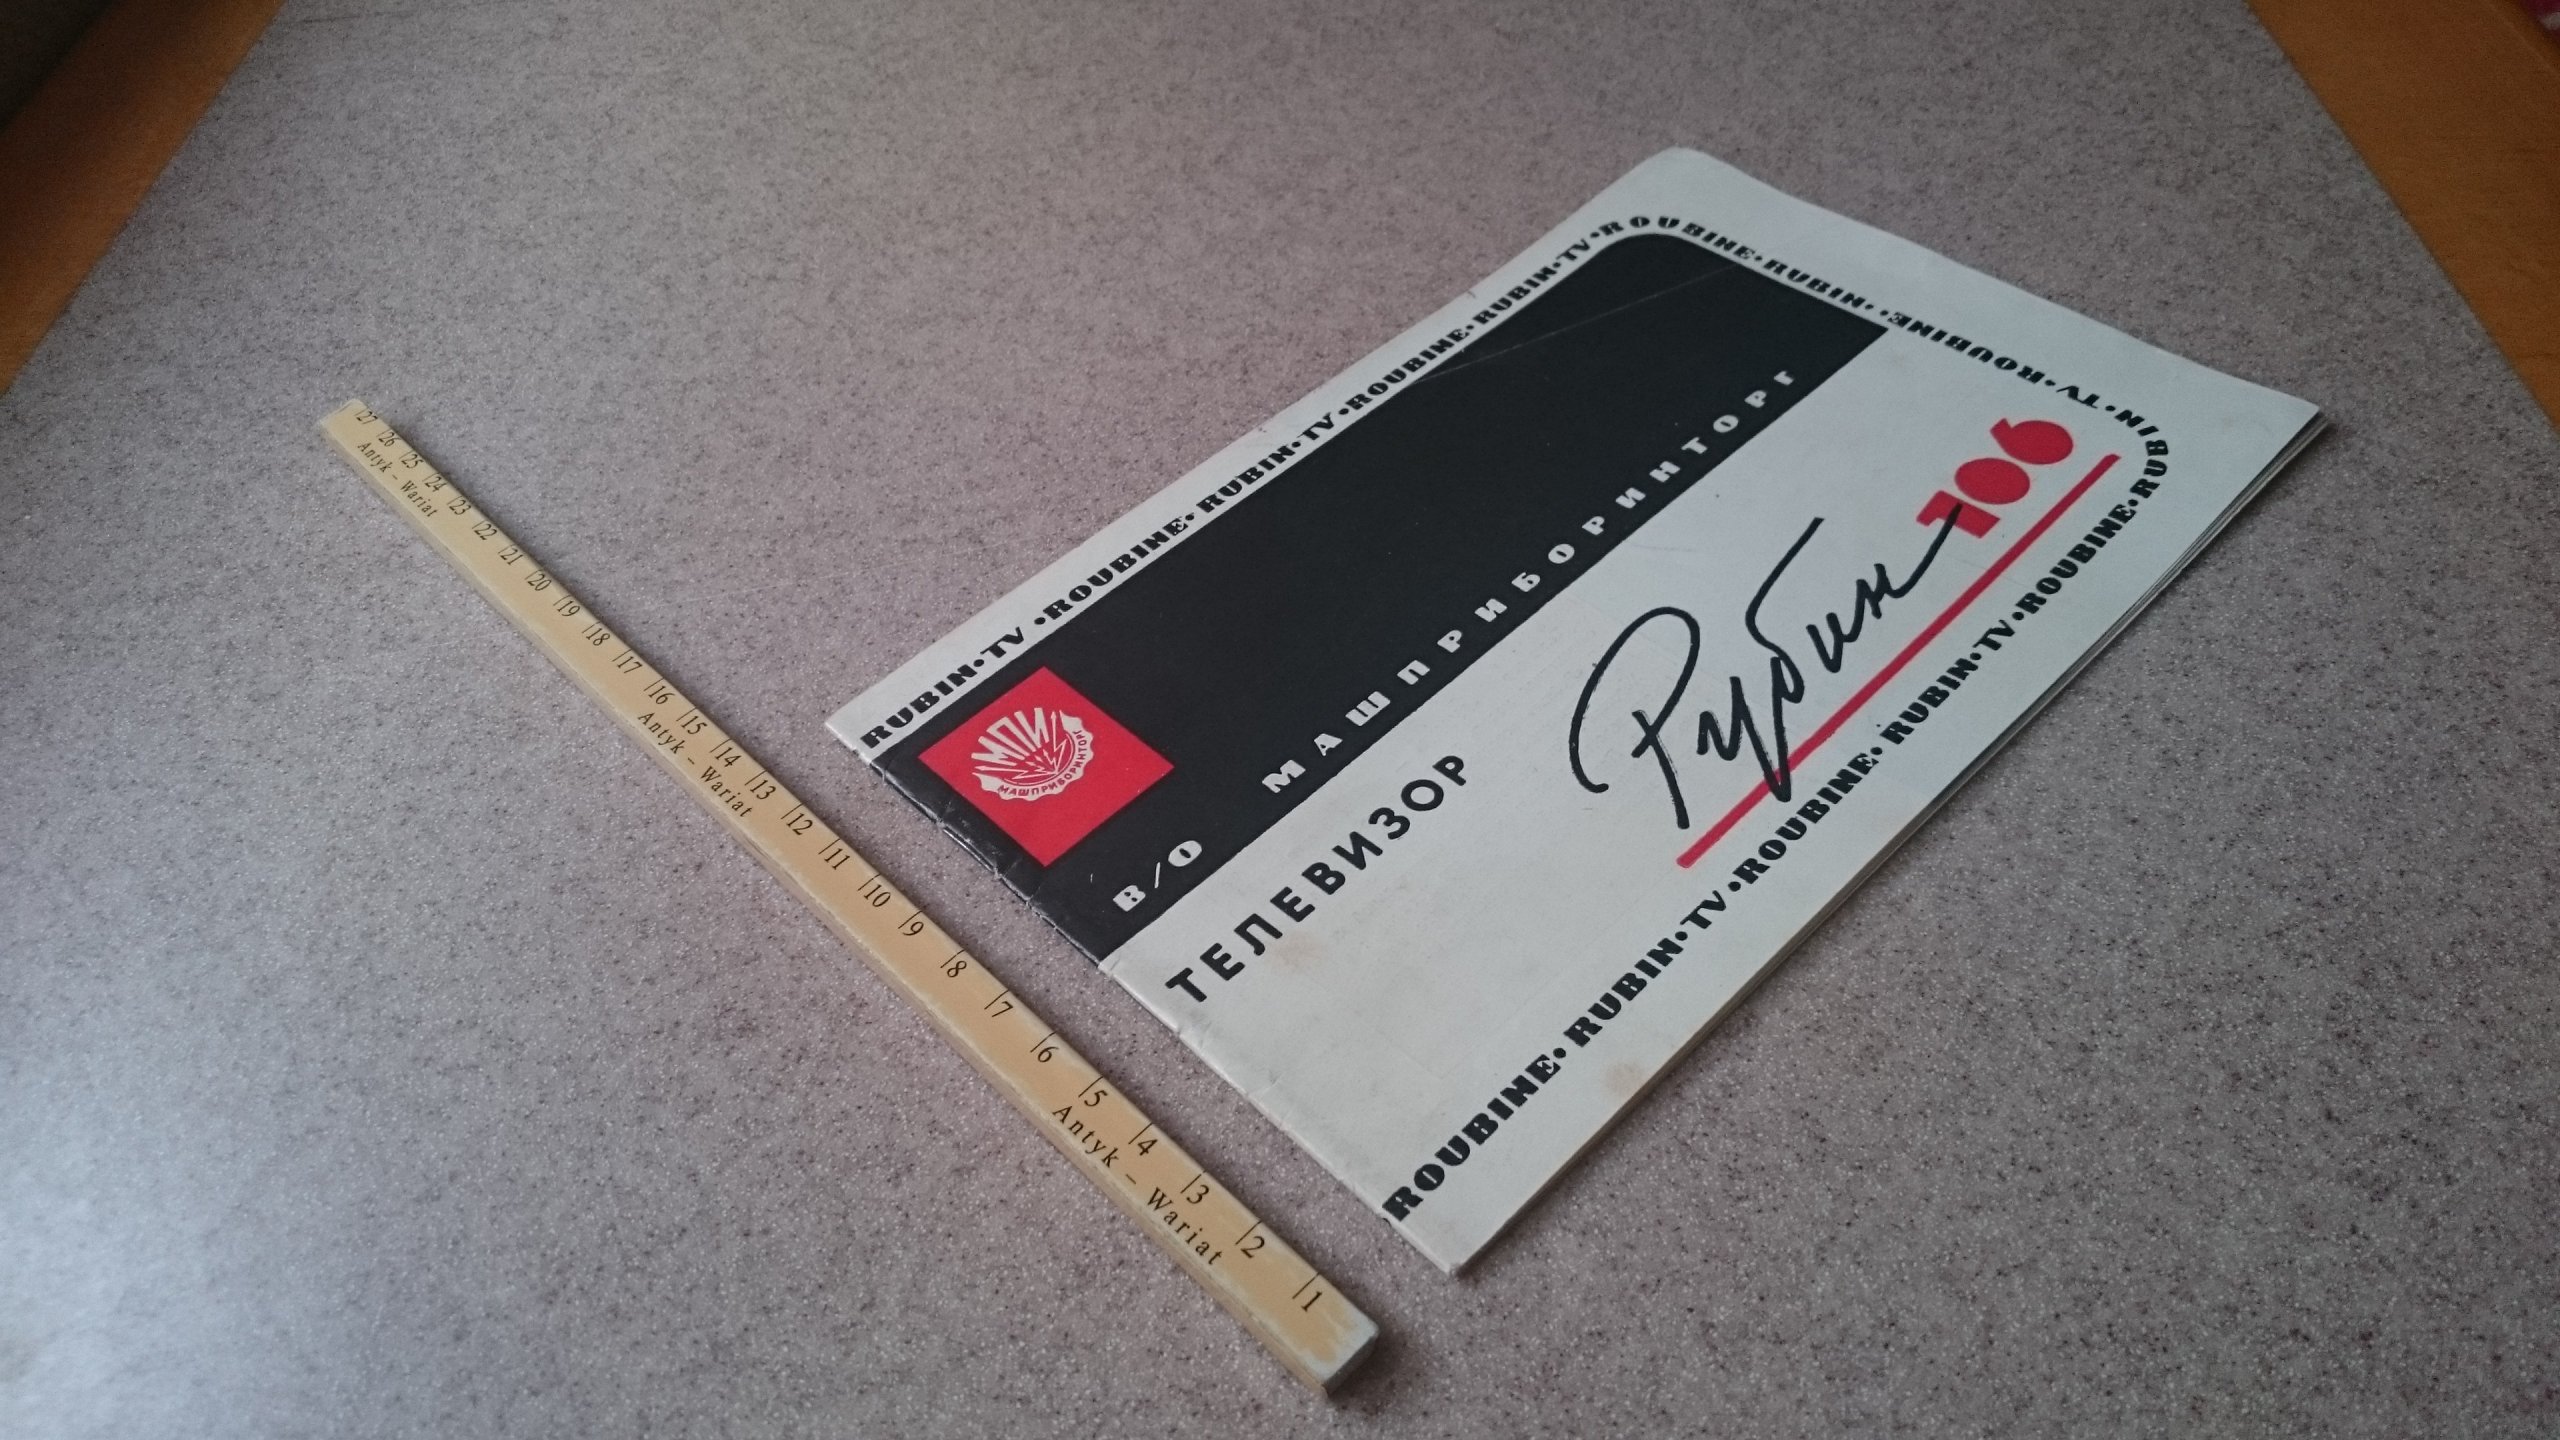 RUBIN•TV •ROUBINE• RUBIN•TV•ROUBINE•RUBIN•TV•ROUBINE•RUBIN• •ROUBINE•TV•RUBIN
МПИ
МАШПРИБОРИНТОРГ
В/О МАШПРИБОРИНТОРГ
ТЕЛЕВИЗОР
Рубин 106
ROUBINE• RUBIN•TV •ROUBINE• RUBIN•TV•ROUBINE•RUBIN
27 26 25 24 23 22 21 20 19 18 17 16 15 14 13 12 11 10 9 8 7 6 5 4 3 2 1
Antyk – Wariat
Antyk – Wariat
Antyk – Wariat